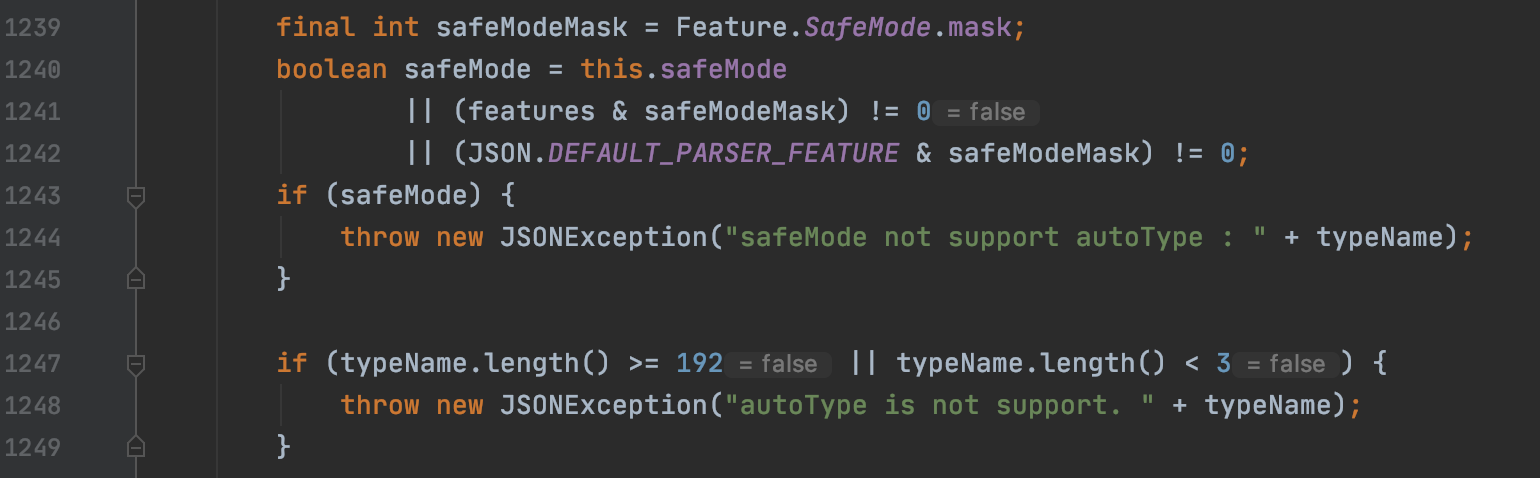 1239 final int safeModeMask = Feature.SafeMode.mask;
1240 boolean safeMode = this.safeMode
1241 || (features & safeModeMask) != 0 = false
1242 || (JSON.DEFAULT_PARSER_FEATURE & safeModeMask) != 0;
1243 if (safeMode) {
1244 throw new JSONException("safeMode not support autoType : " + typeName);
1245 }
1246
1247 if (typeName.length() >= 192 = false || typeName.length() < 3 = false ) {
1248 throw new JSONException("autoType is not support. " + typeName);
1249 }